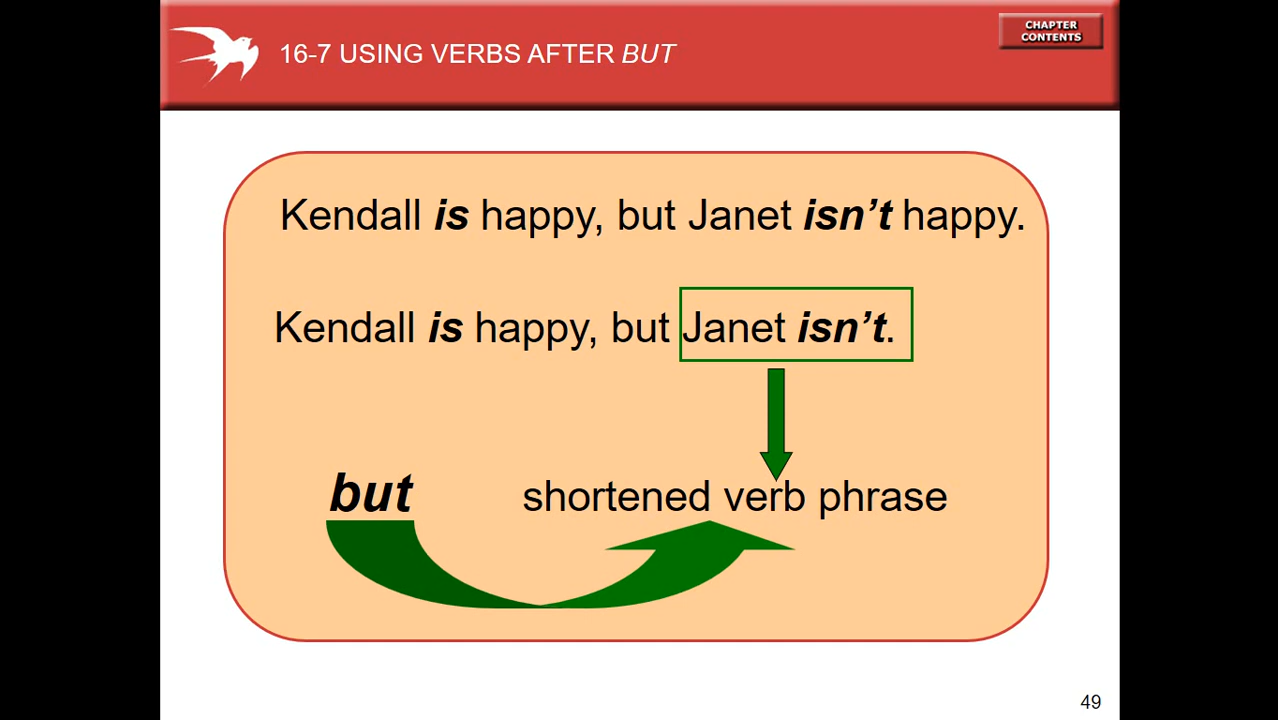 16-7 USING VERBS AFTER BUT
CHAPTER
CONTENTS
Kendall is happy, but Janet isn’t happy.
Kendall is happy, but Janet isn’t.
but shortened verb phrase
49